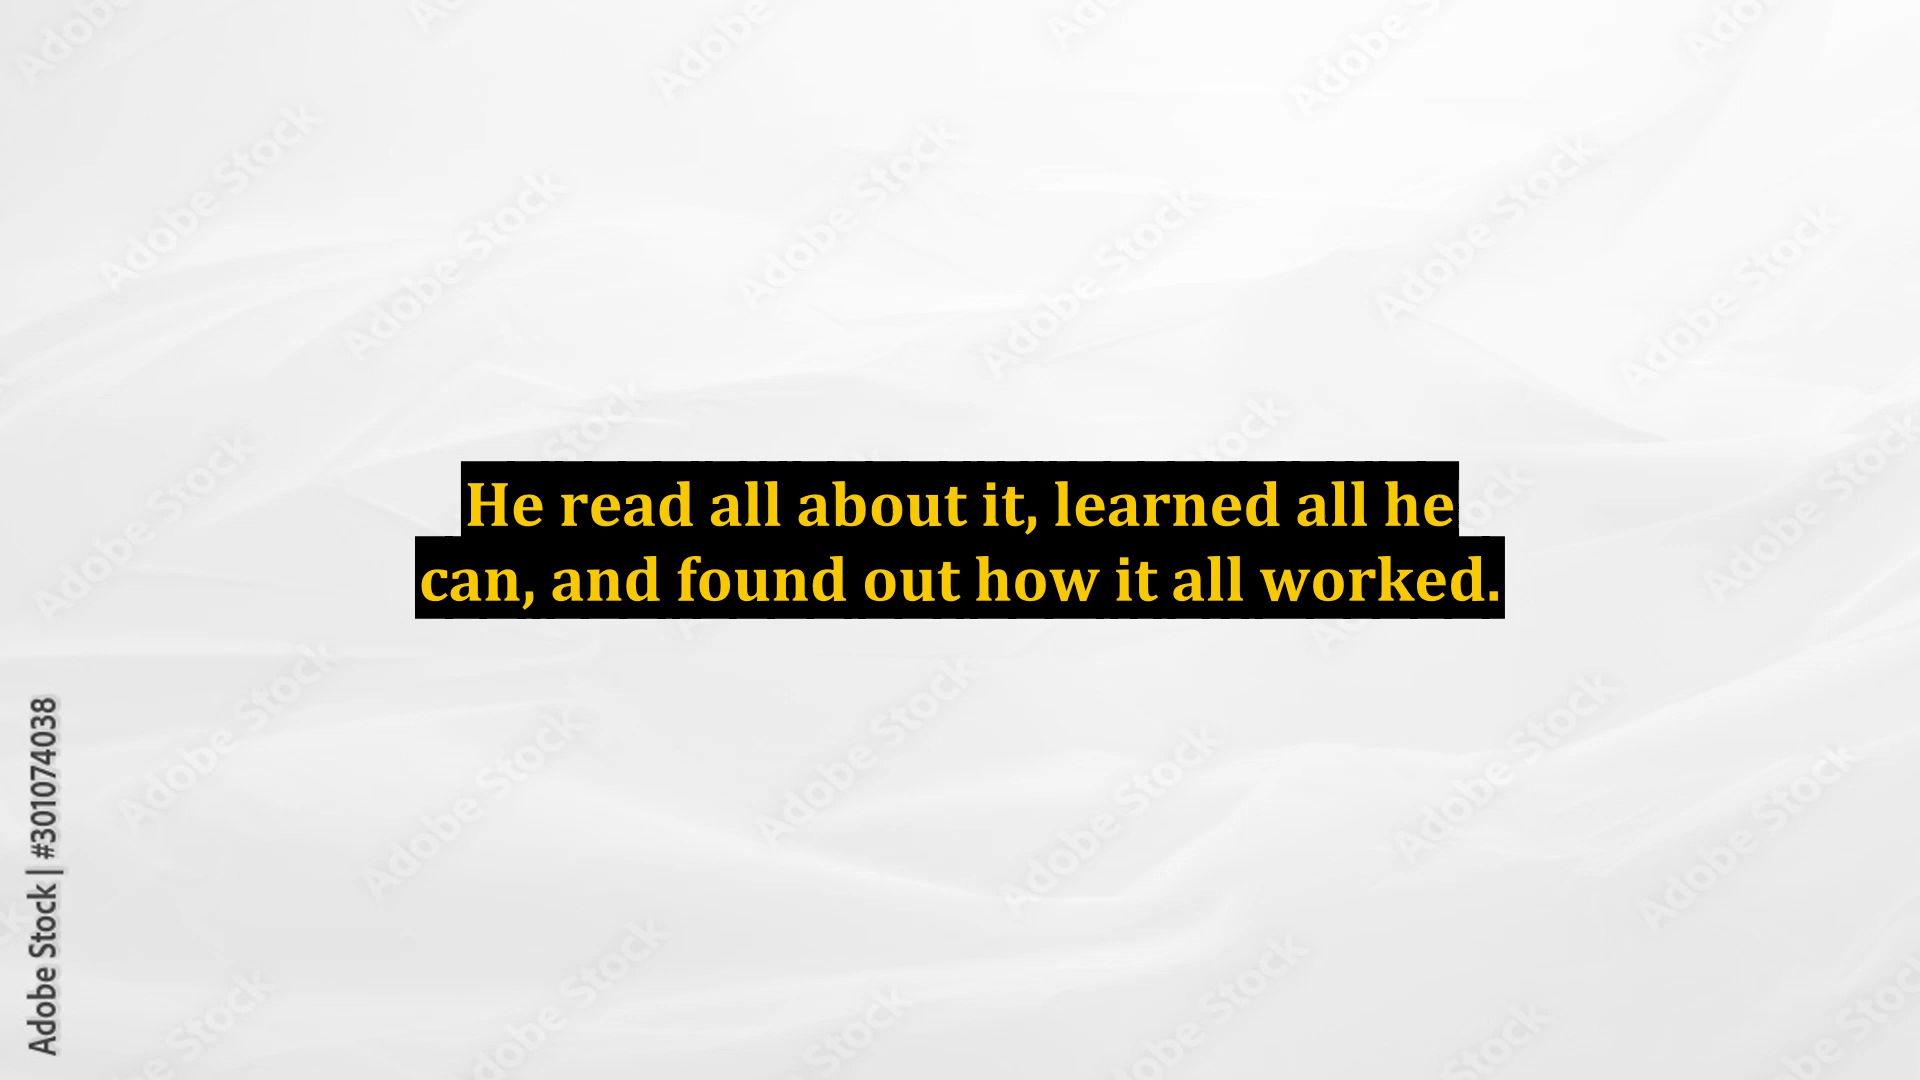 He read all about it, learned all he
can, and found out how it all worked.
Adobe Stock | #301074038